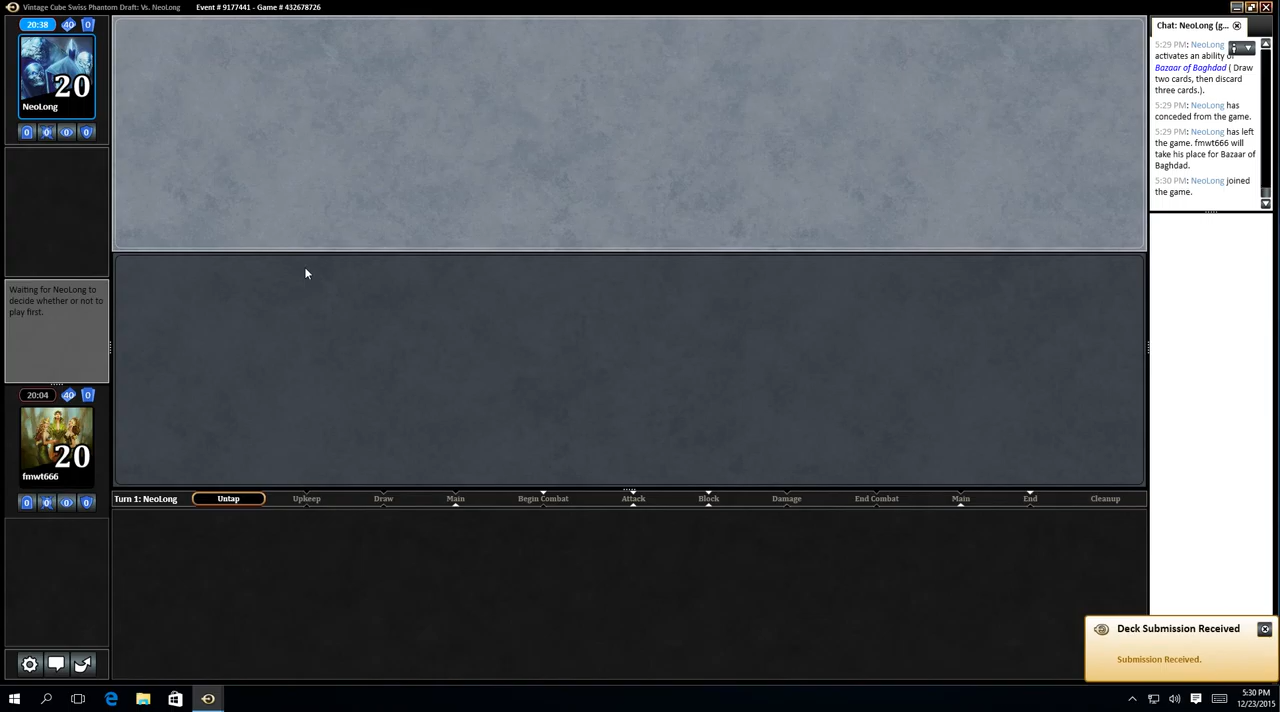 Vintage Cube Swiss Phantom Draft: Vs. NeoLong Event # 9177441 - Game # 432678726
20:38 40 0
20
NeoLong
0 0 0 0
Waiting for NeoLong to
decide whether or not to
play first.
20:04 40 0
20
fmwt666
0 0 0 0
Turn 1: NeoLong Untap Upkeep Draw Main Begin Combat Attack Block Damage End Combat Main End Cleanup
Chat: NeoLong (g...
5:29 PM: NeoLong
activates an ability of
Bazaar of Baghdad ( Draw
two cards, then discard
three cards.).
5:29 PM: NeoLong has
conceded from the game.
5:29 PM: NeoLong has left
the game. fmwt666 will
take his place for Bazaar of
Baghdad.
5:30 PM: NeoLong joined
the game.
Deck Submission Received
Submission Received.
5:30 PM
12/23/2015